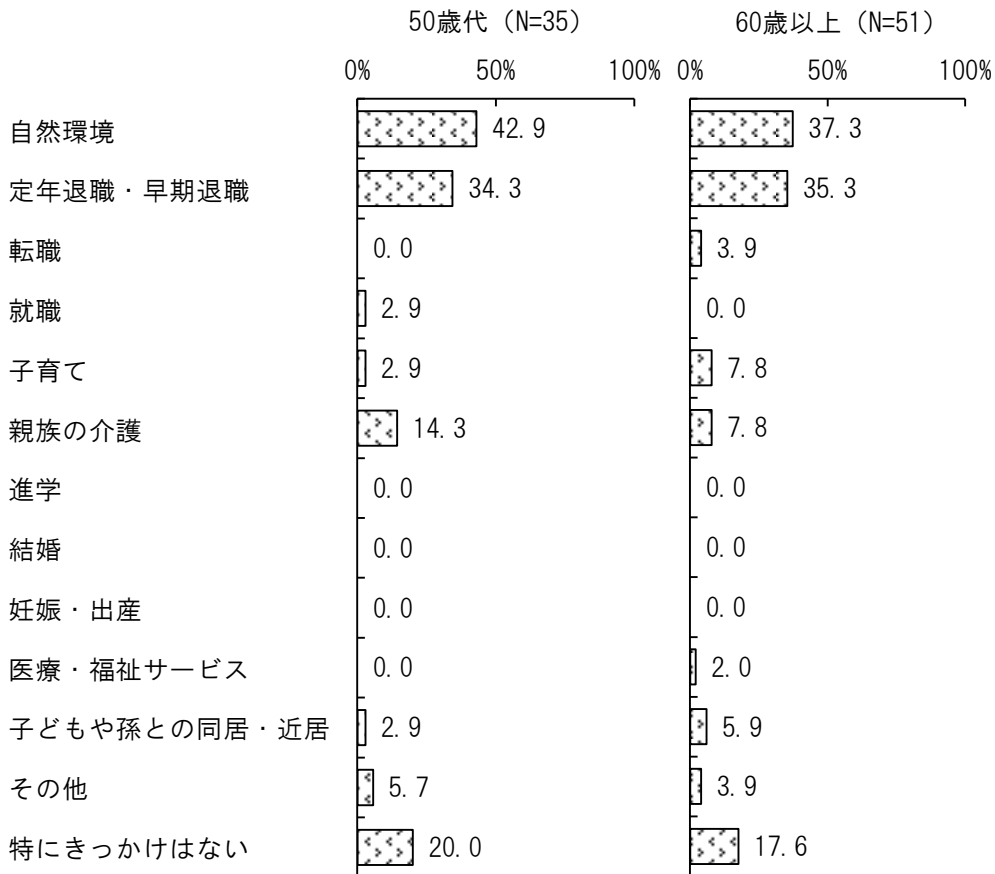 50歳代（N=35） 60歳以上（N=51）
0% 50% 100% 0% 50% 100%
自然環境 42.9 37.3
定年退職・早期退職 34.3 35.3
転職 0.0 3.9
就職 2.9 0.0
子育て 2.9 7.8
親族の介護 14.3 7.8
進学 0.0 0.0
結婚 0.0 0.0
妊娠・出産 0.0 0.0
医療・福祉サービス 0.0 2.0
子どもや孫との同居・近居 2.9 5.9
その他 5.7 3.9
特にきっかけはない 20.0 17.6